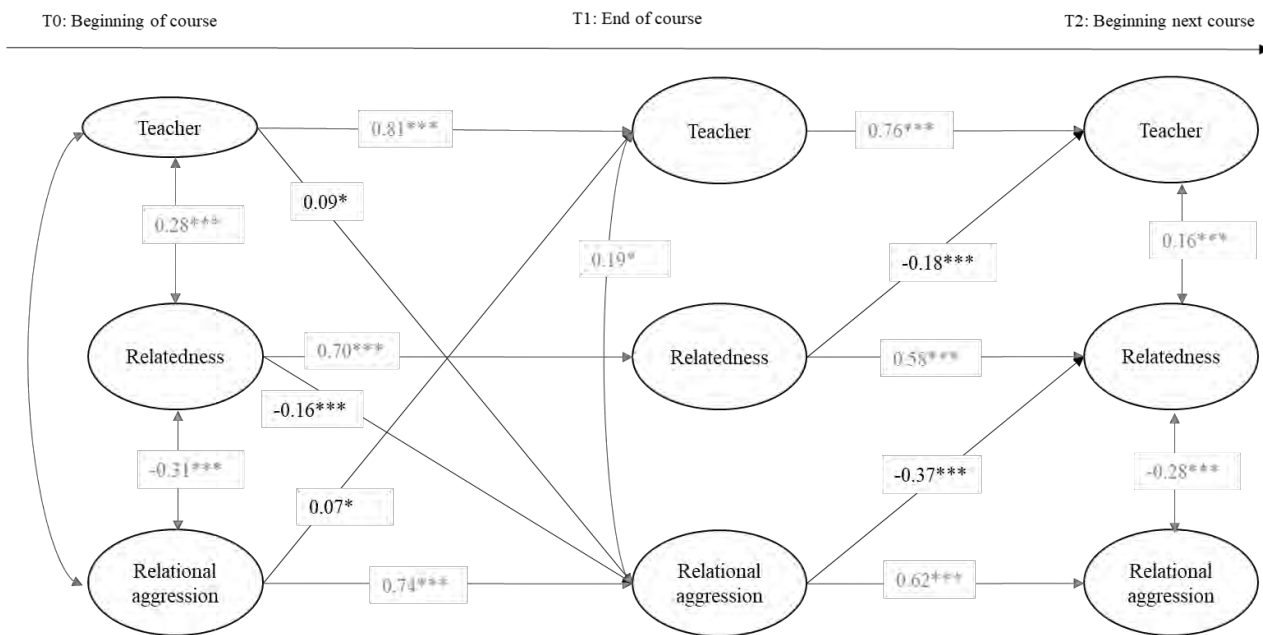 T0: Beginning of course
T1: End of course
T2: Beginning next course
Teacher
0.81***
Teacher
0.76***
Teacher
0.09*
0.28***
0.19*
-0.18***
0.16***
Relatedness
0.70***
Relatedness
0.58***
Relatedness
-0.16***
-0.31***
0.07*
-0.37***
-0.28***
Relational
aggression
0.74***
Relational
aggression
0.62***
Relational
aggression